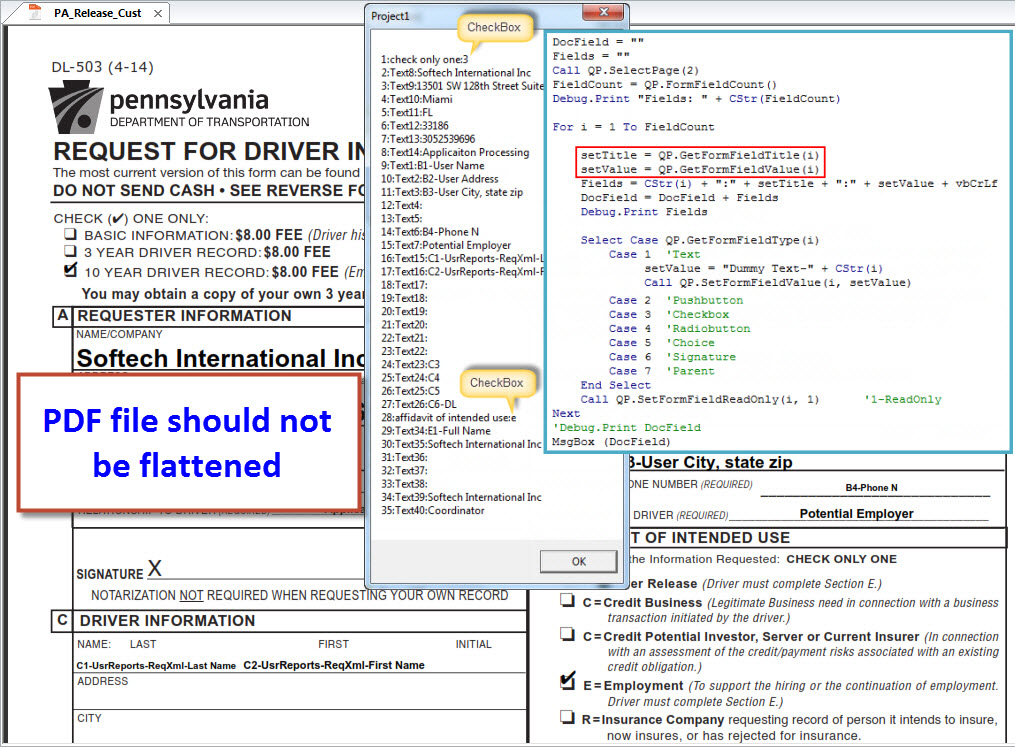 PA_Release_Cust
DL-503 (4-14)
pennsylvania
DEPARTMENT OF TRANSPORTATION
REQUEST FOR DRIVER IN
The most current version of this form can be found
DO NOT SEND CASH • SEE REVERSE FO
CHECK (✔) ONE ONLY:
BASIC INFORMATION: $8.00 FEE (Driver his
3 YEAR DRIVER RECORD: $8.00 FEE
10 YEAR DRIVER RECORD: $8.00 FEE (Em
You may obtain a copy of your own 3 year
A REQUESTER INFORMATION
NAME/COMPANY
Softech International Inc
PDF file should not
be flattened
SIGNATURE X
NOTARIZATION NOT REQUIRED WHEN REQUESTING YOUR OWN RECORD
C DRIVER INFORMATION
NAME: LAST FIRST INITIAL
C1-UsrReports-ReqXml-Last Name C2-UsrReports-ReqXml-First Name
ADDRESS
CITY
Project1
CheckBox
1:check only one:3
2:Text8:Softech International Inc
3:Text9:13501 SW 128th Street Suite
4:Text10:Miami
5:Text11:FL
6:Text12:33186
7:Text13:3052539696
8:Text14:Applicaiton Processing
9:Text1:B1-User Name
10:Text2:B2-User Address
11:Text3:B3-User City, state zip
12:Text4:
13:Text5:
14:Text6:B4-Phone N
15:Text7:Potential Employer
16:Text15:C1-UsrReports-ReqXml-L
17:Text16:C2-UsrReports-ReqXml-F
18:Text17:
19:Text18:
20:Text19:
21:Text20:
22:Text21:
23:Text22:
24:Text23:C3
25:Text24:C4
26:Text25:C5
27:Text26:C6-DL
CheckBox
28:affidavit of intended use:e
29:Text34:E1-Full Name
30:Text35:Softech International Inc
31:Text36:
32:Text37:
33:Text38:
34:Text39:Softech International Inc
35:Text40:Coordinator
OK
DocField = ""
Fields = ""
Call QP.SelectPage(2)
FieldCount = QP.FormFieldCount()
Debug.Print "Fields: " + CStr(FieldCount)
For i = 1 To FieldCount
setTitle = QP.GetFormFieldTitle(i)
setValue = QP.GetFormFieldValue(i)
Fields = CStr(i) + ":" + setTitle + ":" + setValue + vbCrLf
DocField = DocField + Fields
Debug.Print Fields
Select Case QP.GetFormFieldType(i)
Case 1 'Text
setValue = "Dummy Text-" + CStr(i)
Call QP.SetFormFieldValue(i, setValue)
Case 2 'Pushbutton
Case 3 'Checkbox
Case 4 'Radiobutton
Case 5 'Choice
Case 6 'Signature
Case 7 'Parent
End Select
Call QP.SetFormFieldReadOnly(i, 1) '1-ReadOnly
Next
'Debug.Print DocField
MsgBox (DocField)
B3-User City, state zip
ONE NUMBER (REQUIRED) B4-Phone N
DRIVER (REQUIRED) Potential Employer
T OF INTENDED USE
the Information Requested: CHECK ONLY ONE
er Release (Driver must complete Section E.)
C = Credit Business (Legitimate Business need in connection with a business
transaction initiated by the driver.)
C = Credit Potential Investor, Server or Current Insurer (In connection
with an assessment of the credit/payment risks associated with an existing
credit obligation.)
E = Employment (To support the hiring or the continuation of employment.
Driver must complete Section E.)
R = Insurance Company requesting record of person it intends to insure,
now insures, or has rejected for insurance.